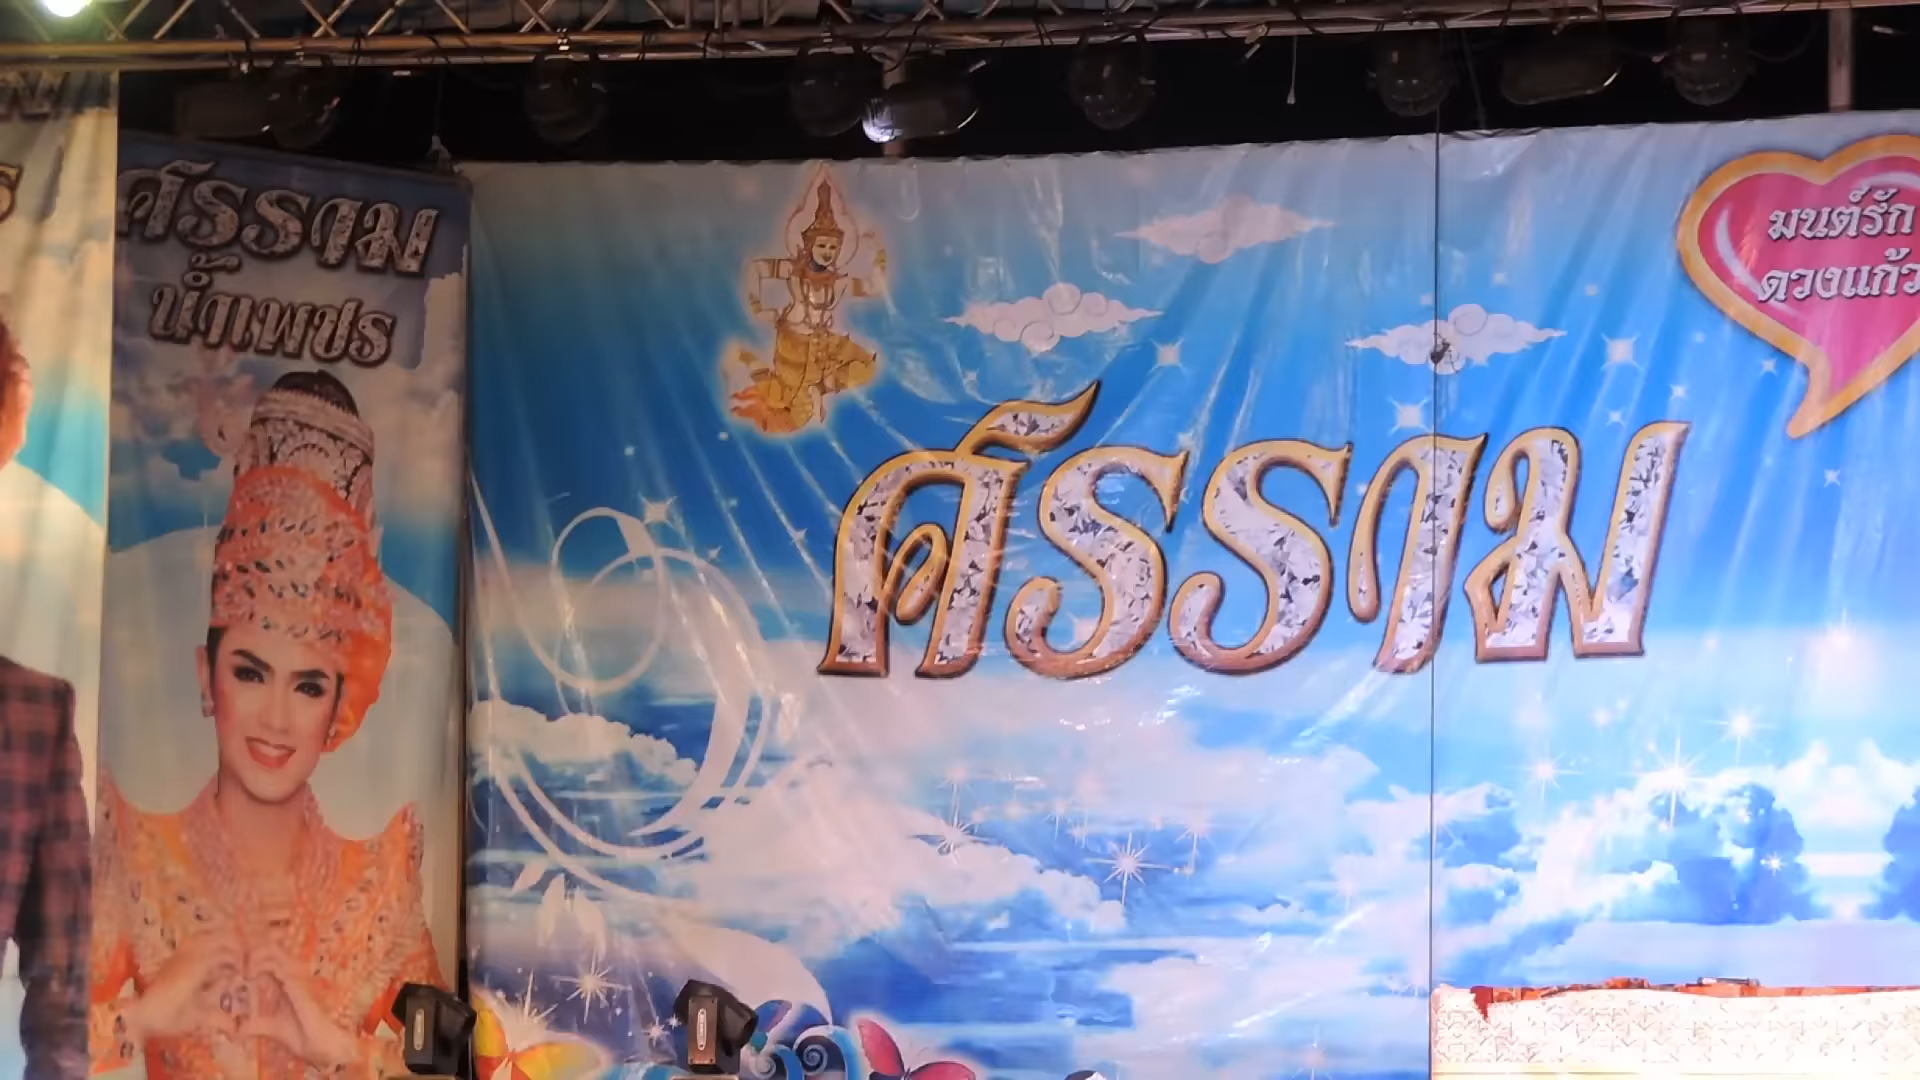 ศรราม
น้ำเพชร
ศรราม
มนต์รัก
ดวงแก้ว